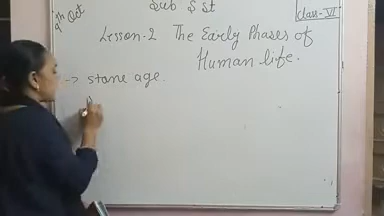 9th Oct
Sub S St
Class-VI
Lesson-2 The Early Phases of
Human life.
-> stone age.